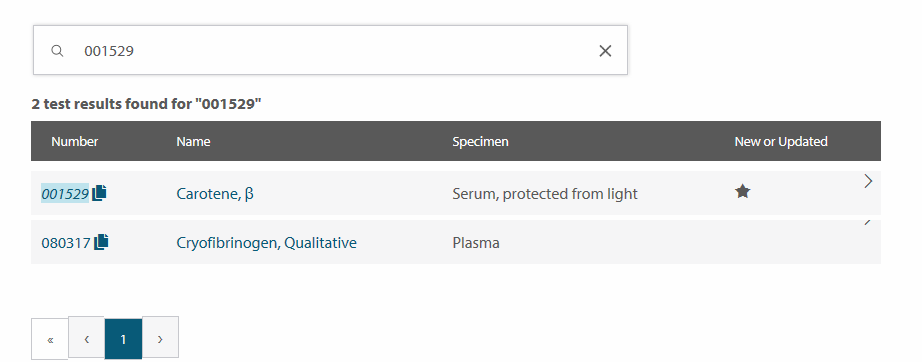 001529
2 test results found for "001529"
Number Name Specimen New or Updated
001529 Carotene, β Serum, protected from light
080317 Cryofibrinogen, Qualitative Plasma
« ‹ 1 ›